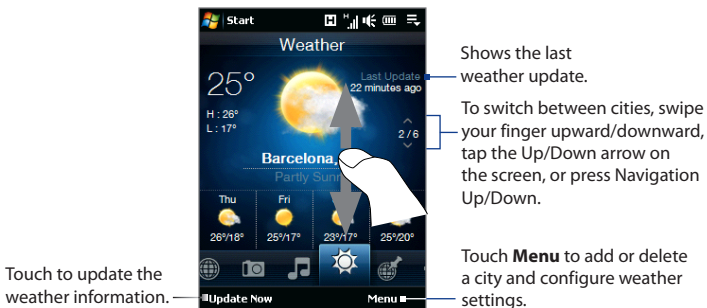 Start
Weather
25°
H : 26°
L : 17°
Last Update
22 minutes ago
2 / 6
Barcelona,
Partly Sunn
Thu
Fri
26°/18°
25°/17°
23°/17°
25°/20°
Update Now
Menu
Shows the last
weather update.
To switch between cities, swipe
your finger upward/downward,
tap the Up/Down arrow on
the screen, or press Navigation
Up/Down.
Touch Menu to add or delete
a city and configure weather
settings.
Touch to update the
weather information.